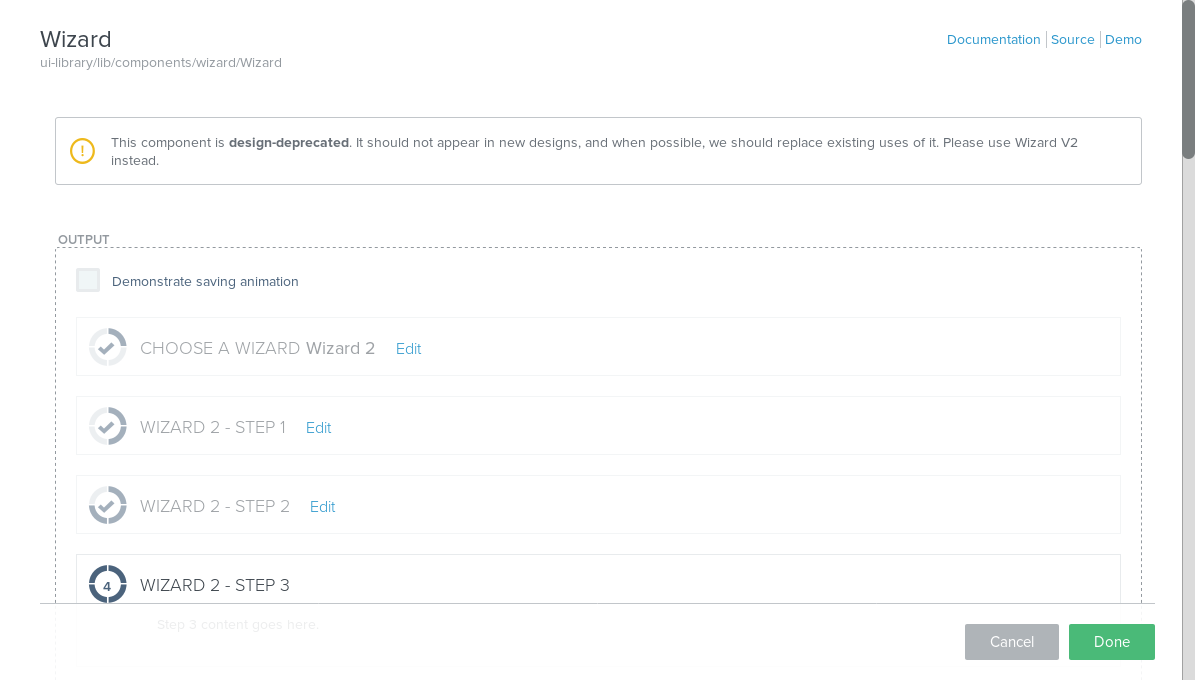 Wizard
Documentation Source Demo
ui-library/lib/components/wizard/Wizard
This component is design-deprecated. It should not appear in new designs, and when possible, we should replace existing uses of it. Please use Wizard V2
instead.
OUTPUT
Demonstrate saving animation
CHOOSE A WIZARD Wizard 2 Edit
WIZARD 2 - STEP 1 Edit
WIZARD 2 - STEP 2 Edit
4 WIZARD 2 - STEP 3
Step 3 content goes here.
Cancel Done